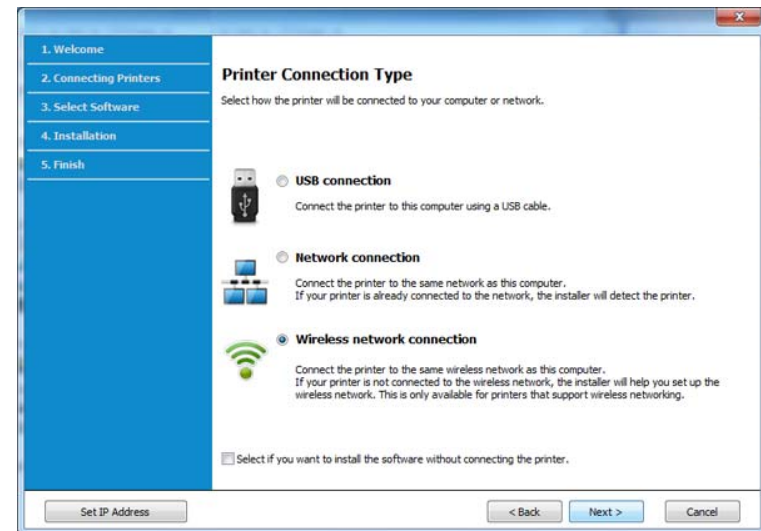 1. Welcome
2. Connecting Printers
3. Select Software
4. Installation
5. Finish
Printer Connection Type
Select how the printer will be connected to your computer or network.
USB connection
Connect the printer to this computer using a USB cable.
Network connection
Connect the printer to the same network as this computer.
If your printer is already connected to the network, the installer will detect the printer.
Wireless network connection
Connect the printer to the same wireless network as this computer.
If your printer is not connected to the wireless network, the installer will help you set up the
wireless network. This is only available for printers that support wireless networking.
Select if you want to install the software without connecting the printer.
Set IP Address
< Back
Next >
Cancel